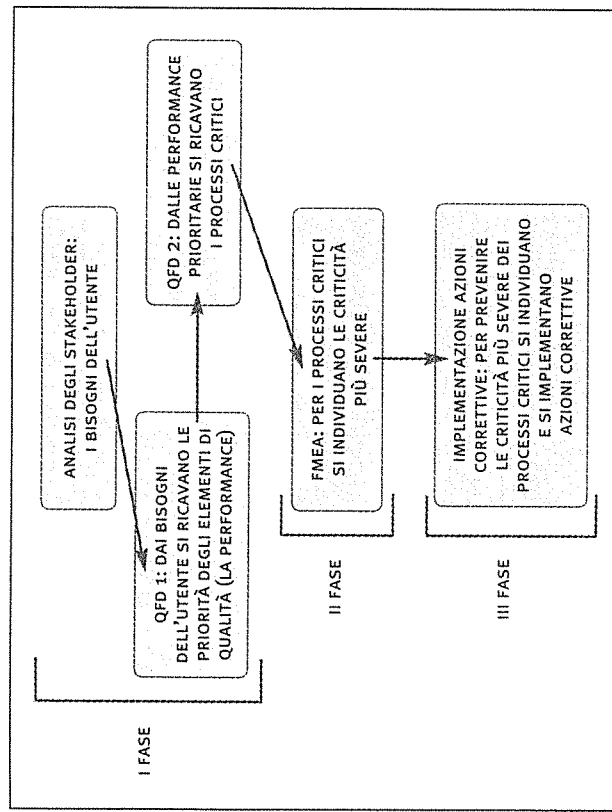 I FASE
ANALISI DEGLI STAKEHOLDER:
I BISOGNI DELL'UTENTE
QFD 1: DAI BISOGNI
DELL'UTENTE SI RICAVANO LE
PRIORITÀ DEGLI ELEMENTI DI
QUALITÀ (LA PERFORMANCE)
QFD 2: DALLE PERFORMANCE
PRIORITARIE SI RICAVANO
I PROCESSI CRITICI
II FASE
FMEA: PER I PROCESSI CRITICI
SI INDIVIDUANO LE CRITICITÀ
PIÙ SEVERE
III FASE
IMPLEMENTAZIONE AZIONI
CORRETTIVE: PER PREVENIRE
LE CRITICITÀ PIÙ SEVERE DEI
PROCESSI CRITICI SI INDIVIDUANO
E SI IMPLEMENTANO
AZIONI CORRETTIVE